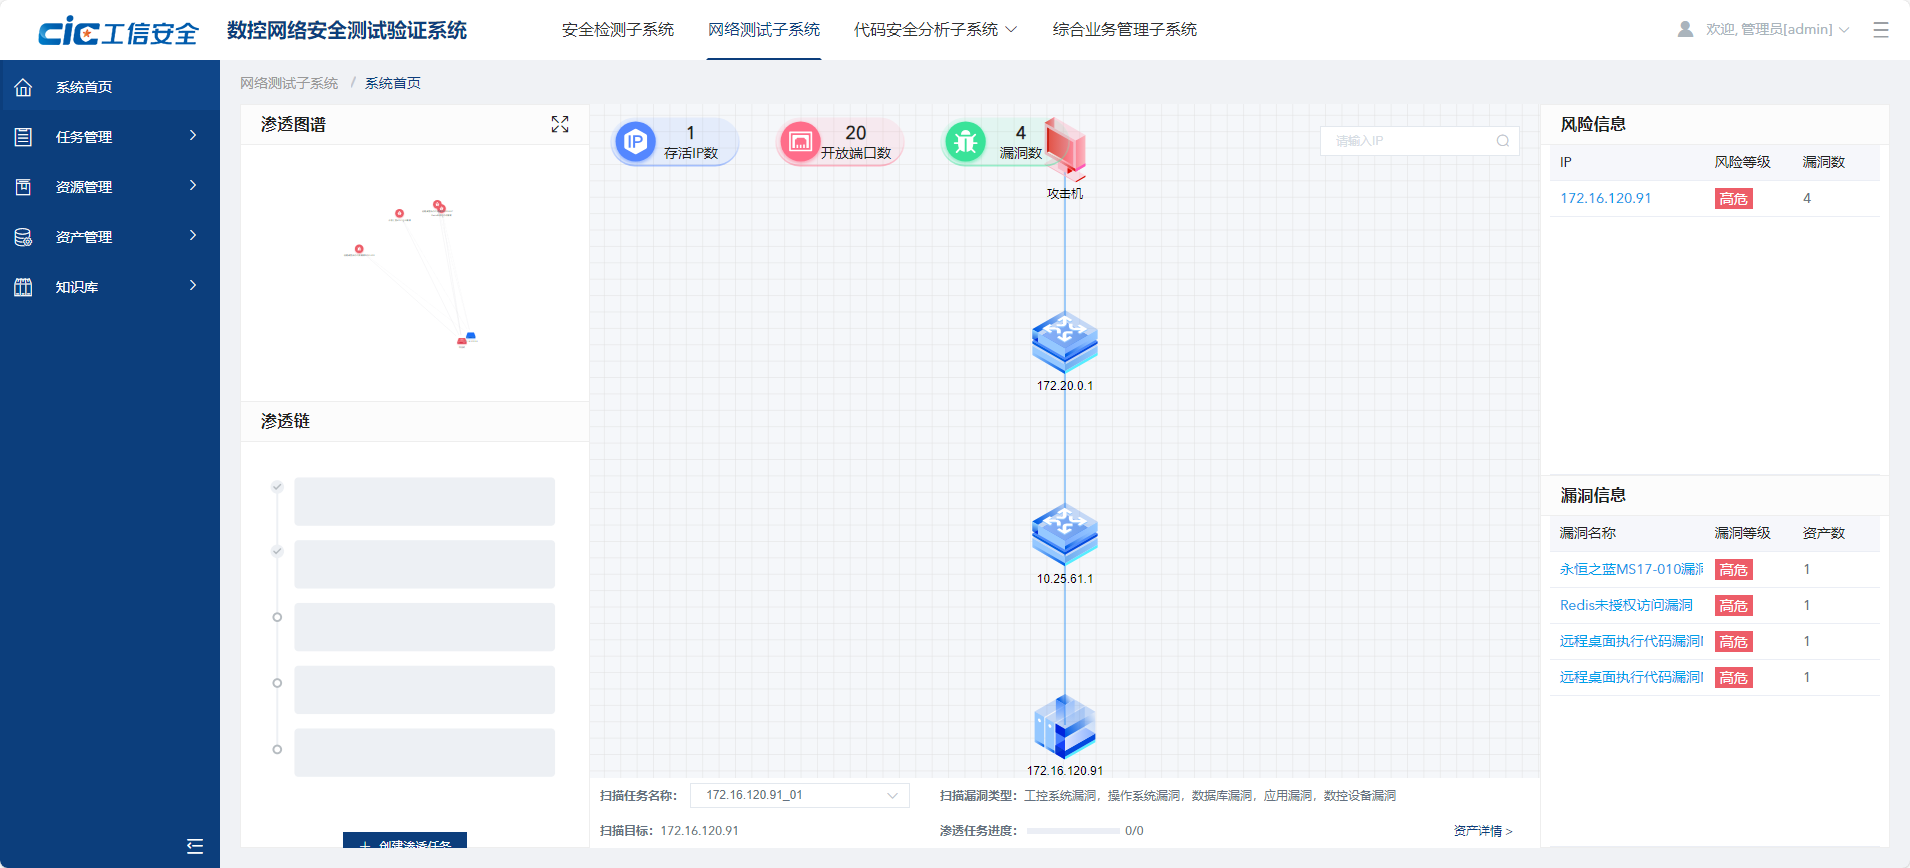 cic工信安全
数控网络安全测试验证系统
安全检测子系统
网络测试子系统
代码安全分析子系统
综合业务管理子系统
欢迎, 管理员[admin]
系统首页
任务管理
资源管理
资产管理
知识库
网络测试子系统 / 系统首页
渗透图谱
渗透链
创建渗透任务
IP
1
存活IP数
20
开放端口数
4
漏洞数
请输入IP
攻击机
172.20.0.1
10.25.61.1
172.16.120.91
扫描任务名称: 172.16.120.91_01
扫描漏洞类型: 工控系统漏洞, 操作系统漏洞, 数据库漏洞, 应用漏洞, 数控设备漏洞
扫描目标: 172.16.120.91
渗透任务进度: 0/0
资产详情 >
风险信息
IP 风险等级 漏洞数
172.16.120.91 高危 4
漏洞信息
漏洞名称 漏洞等级 资产数
永恒之蓝MS17-010漏洞 高危 1
Redis未授权访问漏洞 高危 1
远程桌面执行代码漏洞 高危 1
远程桌面执行代码漏洞 高危 1